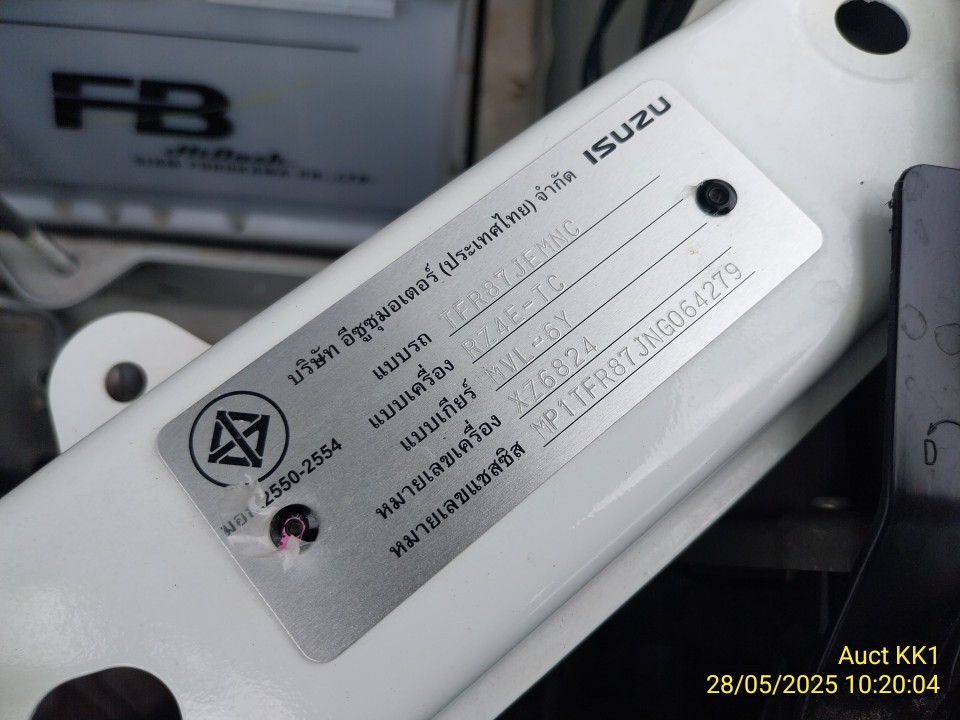 FB
SIAM FURUKAWA CO., LTD.
ISUZU
บริษัท อีซูซุมอเตอร์ (ประเทศไทย) จำกัด
แบบรถ TFR87JEMNC
แบบเครื่อง RZ4E-TC
แบบเกียร์ MVL-6Y
หมายเลขเครื่อง XZ6824
หมายเลขแชสซิส MP1TFR87JNG064279
2550-2554
D
Auct KK1
28/05/2025 10:20:04